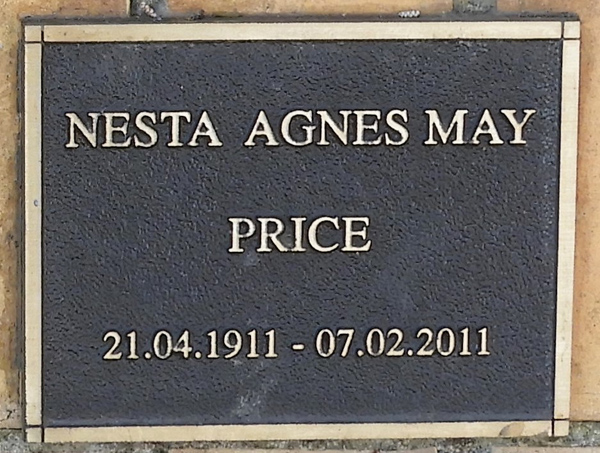 NESTA AGNES MAY
PRICE
21.04.1911 - 07.02.2011